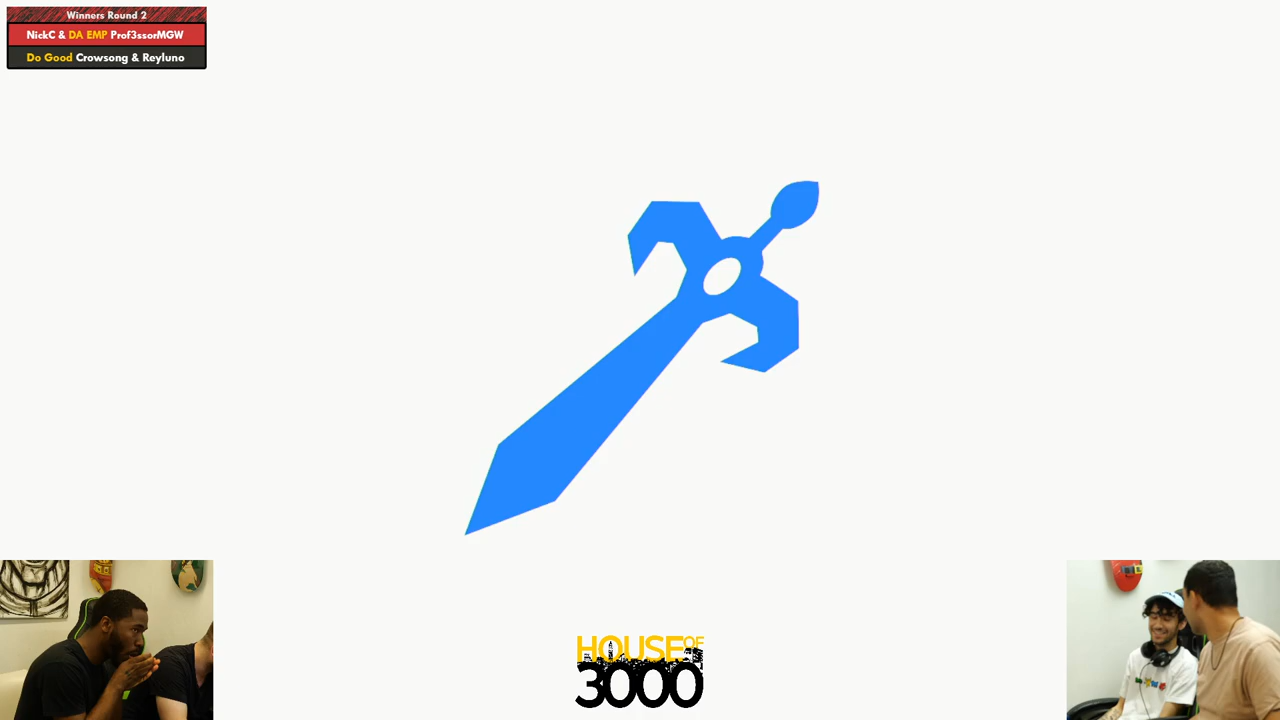 Winners Round 2
NickC & DA EMP Prof3ssorMGW
Do Good Crowsong & Reyluno
HOUSE OF
3000